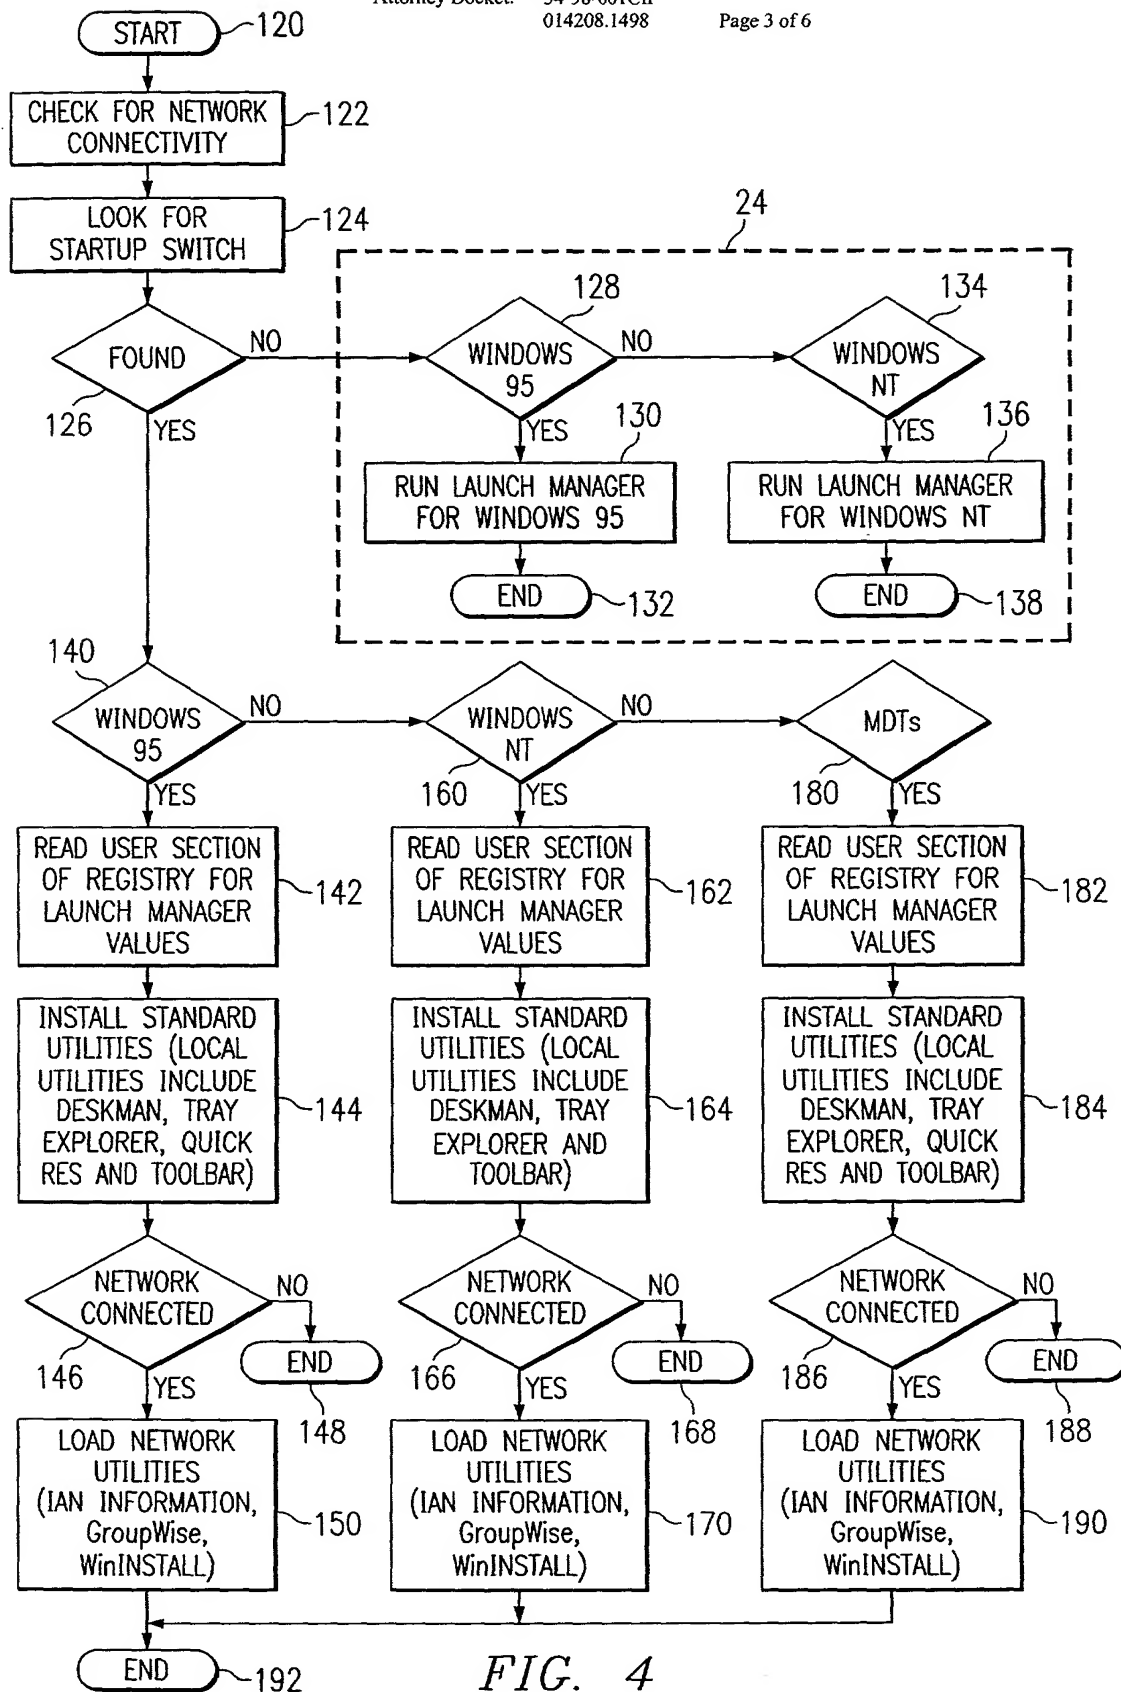 Attorney Docket:
014208.1498 Page 3 of 6
START 120
CHECK FOR NETWORK
CONNECTIVITY
122
LOOK FOR
STARTUP SWITCH
124
24
FOUND
126
NO
YES
WINDOWS
95
128
NO
YES
WINDOWS
NT
134
YES
RUN LAUNCH MANAGER
FOR WINDOWS 95
130
RUN LAUNCH MANAGER
FOR WINDOWS NT
136
END 132
END 138
WINDOWS
95
140
NO
YES
WINDOWS
NT
160
NO
YES
MDTs
180
YES
READ USER SECTION
OF REGISTRY FOR
LAUNCH MANAGER
VALUES
142
READ USER SECTION
OF REGISTRY FOR
LAUNCH MANAGER
VALUES
162
READ USER SECTION
OF REGISTRY FOR
LAUNCH MANAGER
VALUES
182
INSTALL STANDARD
UTILITIES (LOCAL
UTILITIES INCLUDE
DESKMAN, TRAY
EXPLORER, QUICK
RES AND TOOLBAR)
144
INSTALL STANDARD
UTILITIES (LOCAL
UTILITIES INCLUDE
DESKMAN, TRAY
EXPLORER AND
TOOLBAR)
164
INSTALL STANDARD
UTILITIES (LOCAL
UTILITIES INCLUDE
DESKMAN, TRAY
EXPLORER, QUICK
RES AND TOOLBAR)
184
NETWORK
CONNECTED
146
NO
END
148
YES
NETWORK
CONNECTED
166
NO
END
168
YES
NETWORK
CONNECTED
186
NO
END
188
YES
LOAD NETWORK
UTILITIES
(IAN INFORMATION,
GroupWise,
WinINSTALL)
150
LOAD NETWORK
UTILITIES
(IAN INFORMATION,
GroupWise,
WinINSTALL)
170
LOAD NETWORK
UTILITIES
(IAN INFORMATION,
GroupWise,
WinINSTALL)
190
END 192
FIG. 4